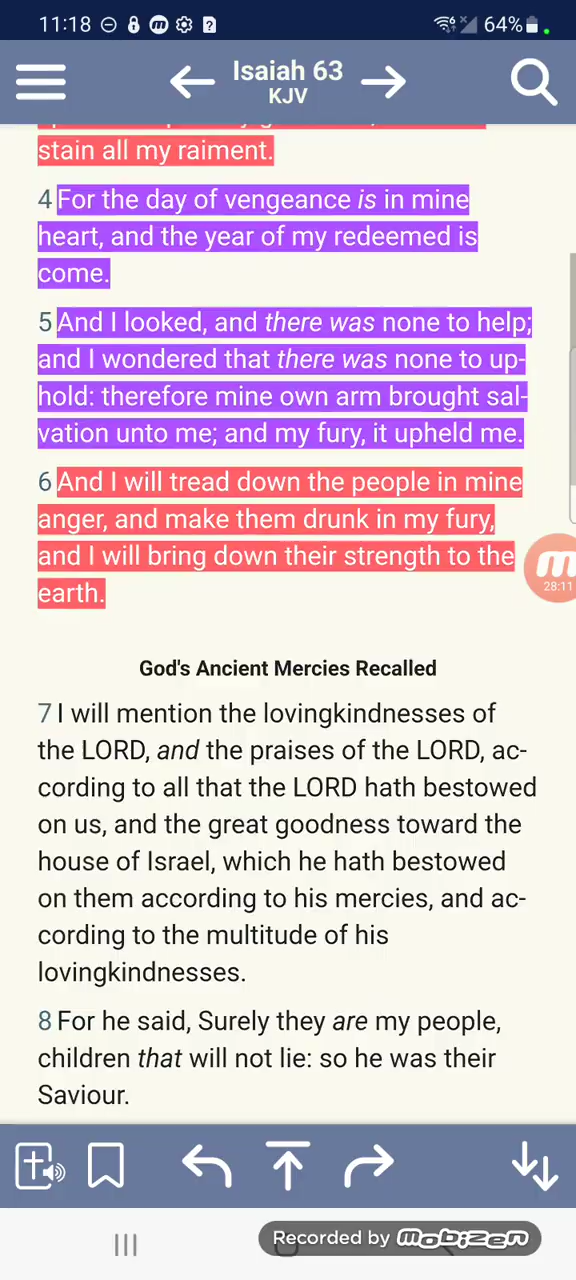 11:18
64%
Isaiah 63
KJV
stain all my raiment.
4 For the day of vengeance is in mine
heart, and the year of my redeemed is
come.
5 And I looked, and there was none to help;
and I wondered that there was none to up-
hold: therefore mine own arm brought sal-
vation unto me; and my fury, it upheld me.
6 And I will tread down the people in mine
anger, and make them drunk in my fury,
and I will bring down their strength to the
earth.
m
28:11
God's Ancient Mercies Recalled
7 I will mention the lovingkindnesses of
the LORD, and the praises of the LORD, ac-
cording to all that the LORD hath bestowed
on us, and the great goodness toward the
house of Israel, which he hath bestowed
on them according to his mercies, and ac-
cording to the multitude of his
lovingkindnesses.
8 For he said, Surely they are my people,
children that will not lie: so he was their
Saviour.
Recorded by mobizen